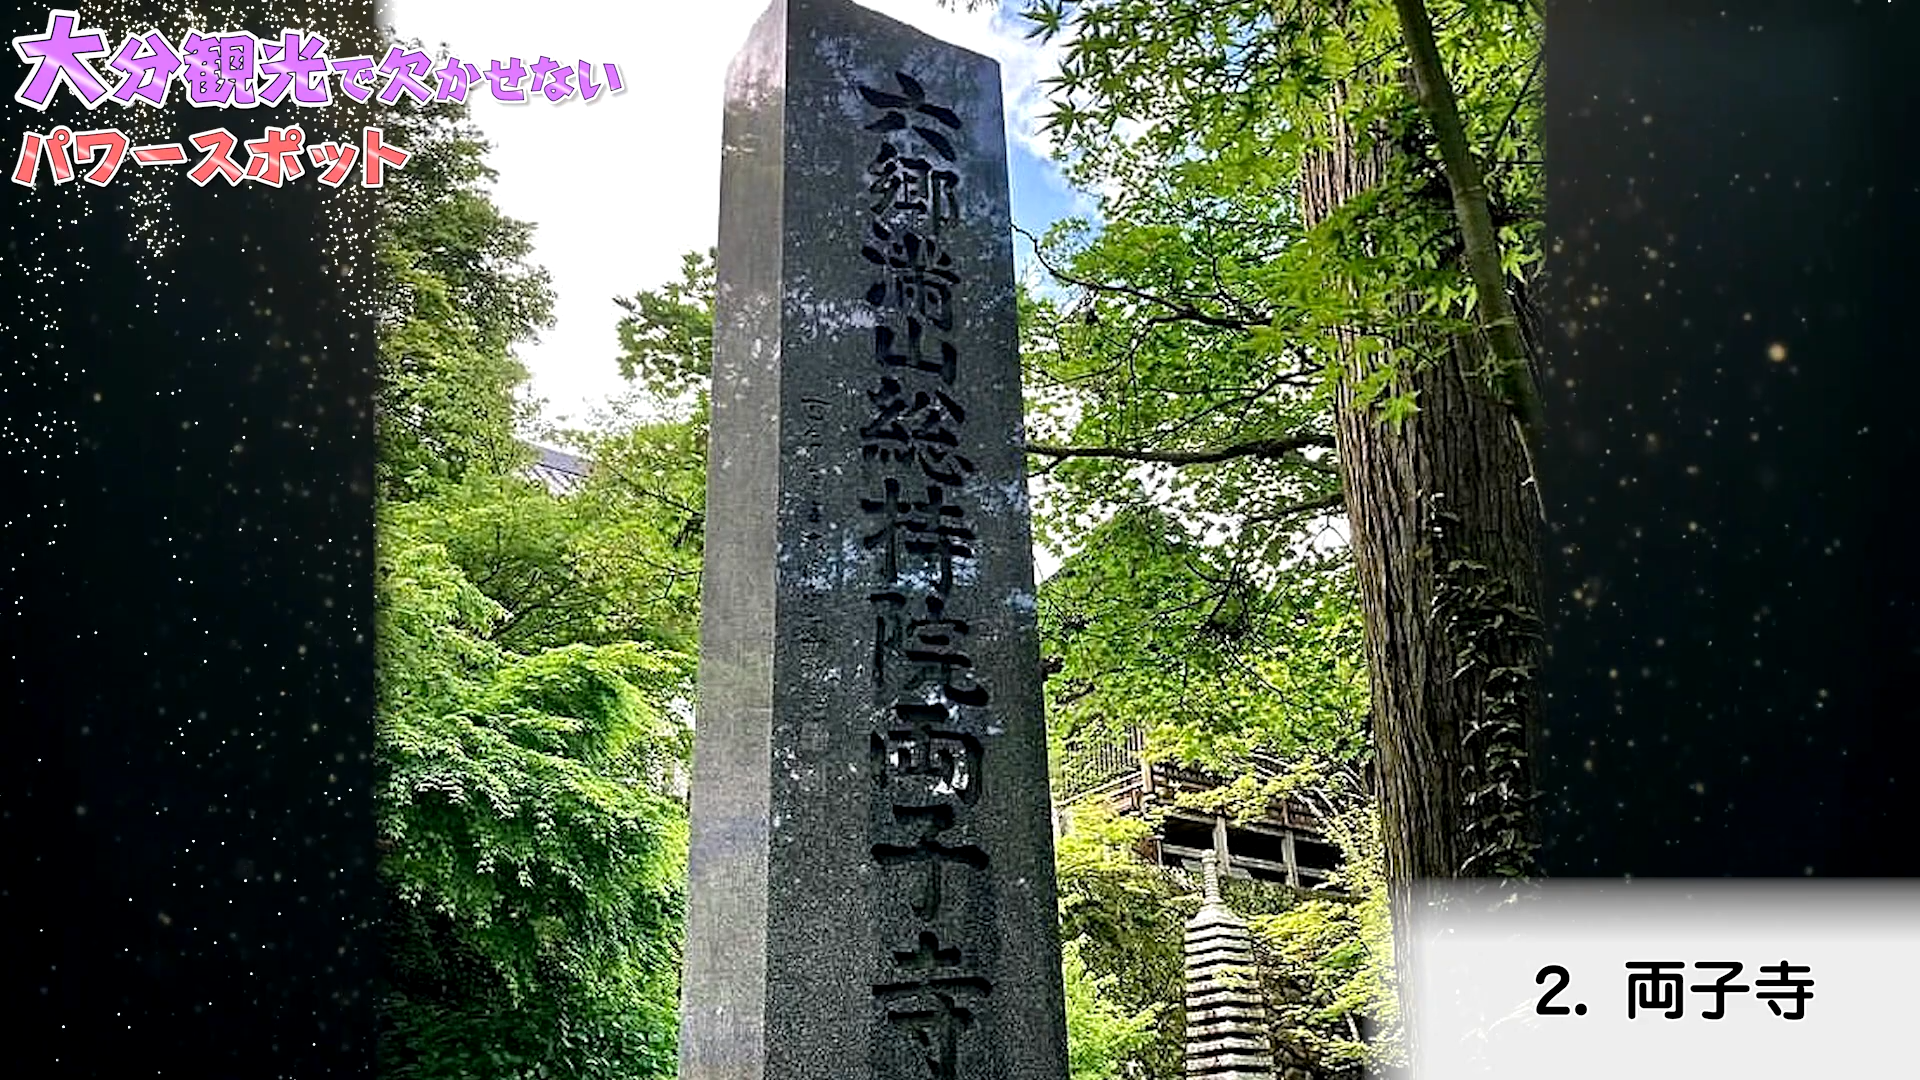 大分観光で欠かせない
パワースポット
六郷満山総持院両子寺
2. 両子寺